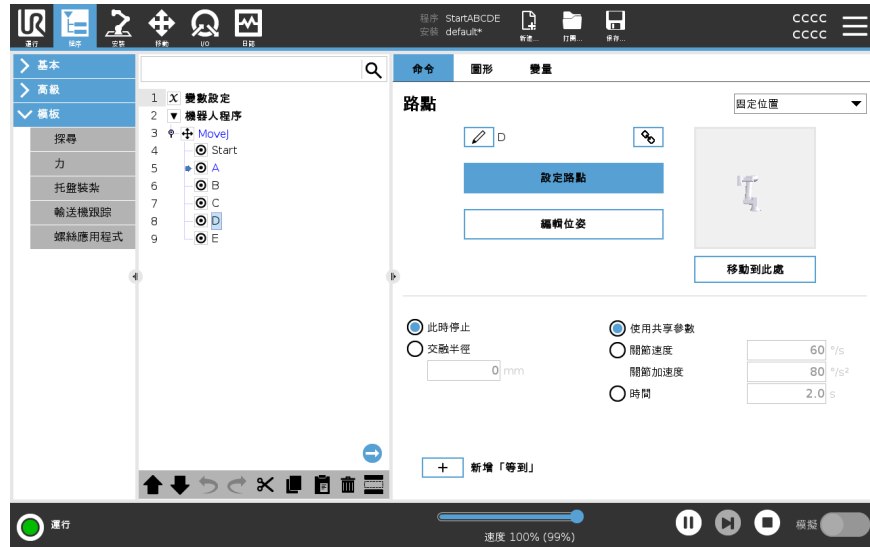 UR
運行
程序
安裝
移動
I/O
日誌
程序 StartABCDE
安裝 default*
新建...
打開...
保存...
CCCC
CCCC
基本
高級
模板
探尋
力
托盤裝紮
輸送機跟踪
螺絲應用程式
1 X 變數設定
2 ▼ 機器人程序
3 MoveJ
4 Start
5 A
6 B
7 C
8 D
9 E
命令 圖形 變量
路點
固定位置
D
設定路點
編輯位姿
移動到此處
此時停止
使用共享參數
交融半徑
關節速度 60 °/s
0 mm
關節加速度 80 °/s²
時間 2.0 s
+ 新增「等到」
運行
速度 100% (99%)
模擬